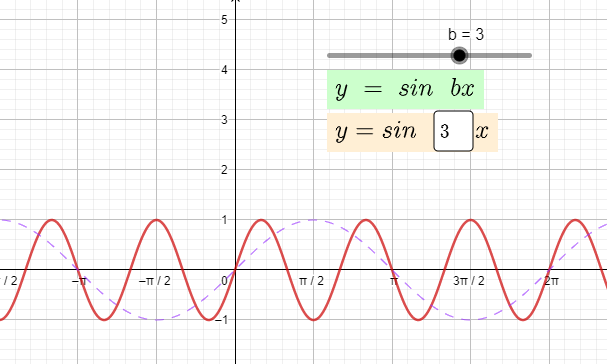 5
b = 3
4
y = sin bx
3
y = sin 3 x
2
1
/ 2
−π
−π / 2
0
π / 2
π
3π / 2
2π
−1